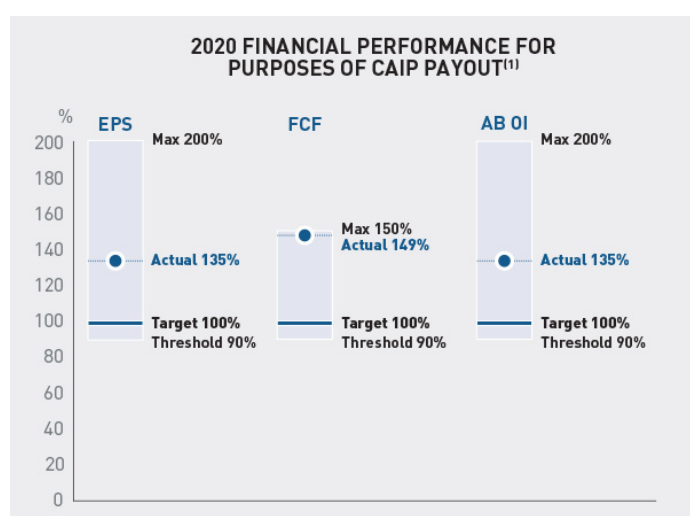 2020 FINANCIAL PERFORMANCE FOR
PURPOSES OF CAIP PAYOUT(1)
%
EPS
FCF
AB OI
200
180
160
140
120
100
80
60
40
20
0
Max 200%
Actual 135%
Target 100%
Threshold 90%
Max 150%
Actual 149%
Target 100%
Threshold 90%
Max 200%
Actual 135%
Target 100%
Threshold 90%